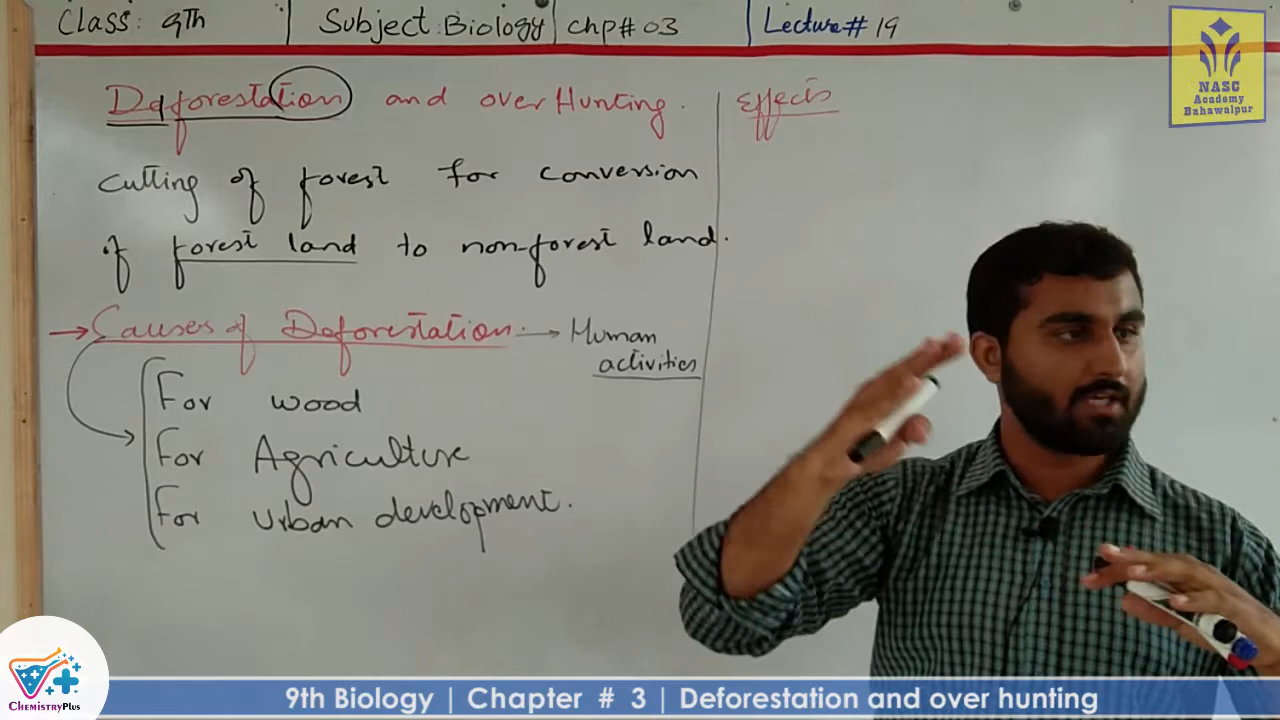 Class: 9Th | Subject: Biology | Chp# 03 | Lecture# 19
NASC
Academy
Bahawalpur
Deforestation and over Hunting.
Effects
Cutting of forest for conversion
of forest land to non-forest land.
→ Causes of Deforestation. → Human
activities
For wood
For Agriculture
For Urban development.
ChemistryPlus
9th Biology | Chapter # 3 | Deforestation and over hunting